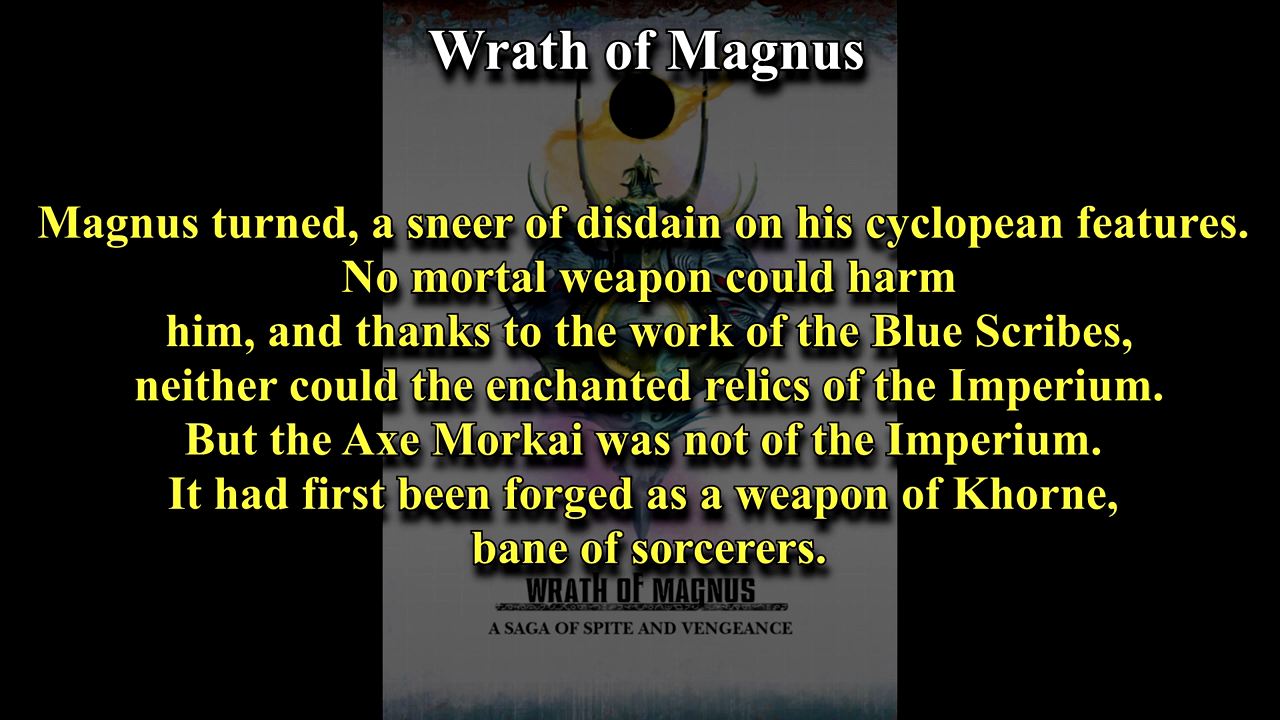 Wrath of Magnus
Magnus turned, a sneer of disdain on his cyclopean features.
No mortal weapon could harm
him, and thanks to the work of the Blue Scribes,
neither could the enchanted relics of the Imperium.
But the Axe Morkai was not of the Imperium.
It had first been forged as a weapon of Khorne,
bane of sorcerers.
WRATH OF MAGNUS
A SAGA OF SPITE AND VENGEANCE